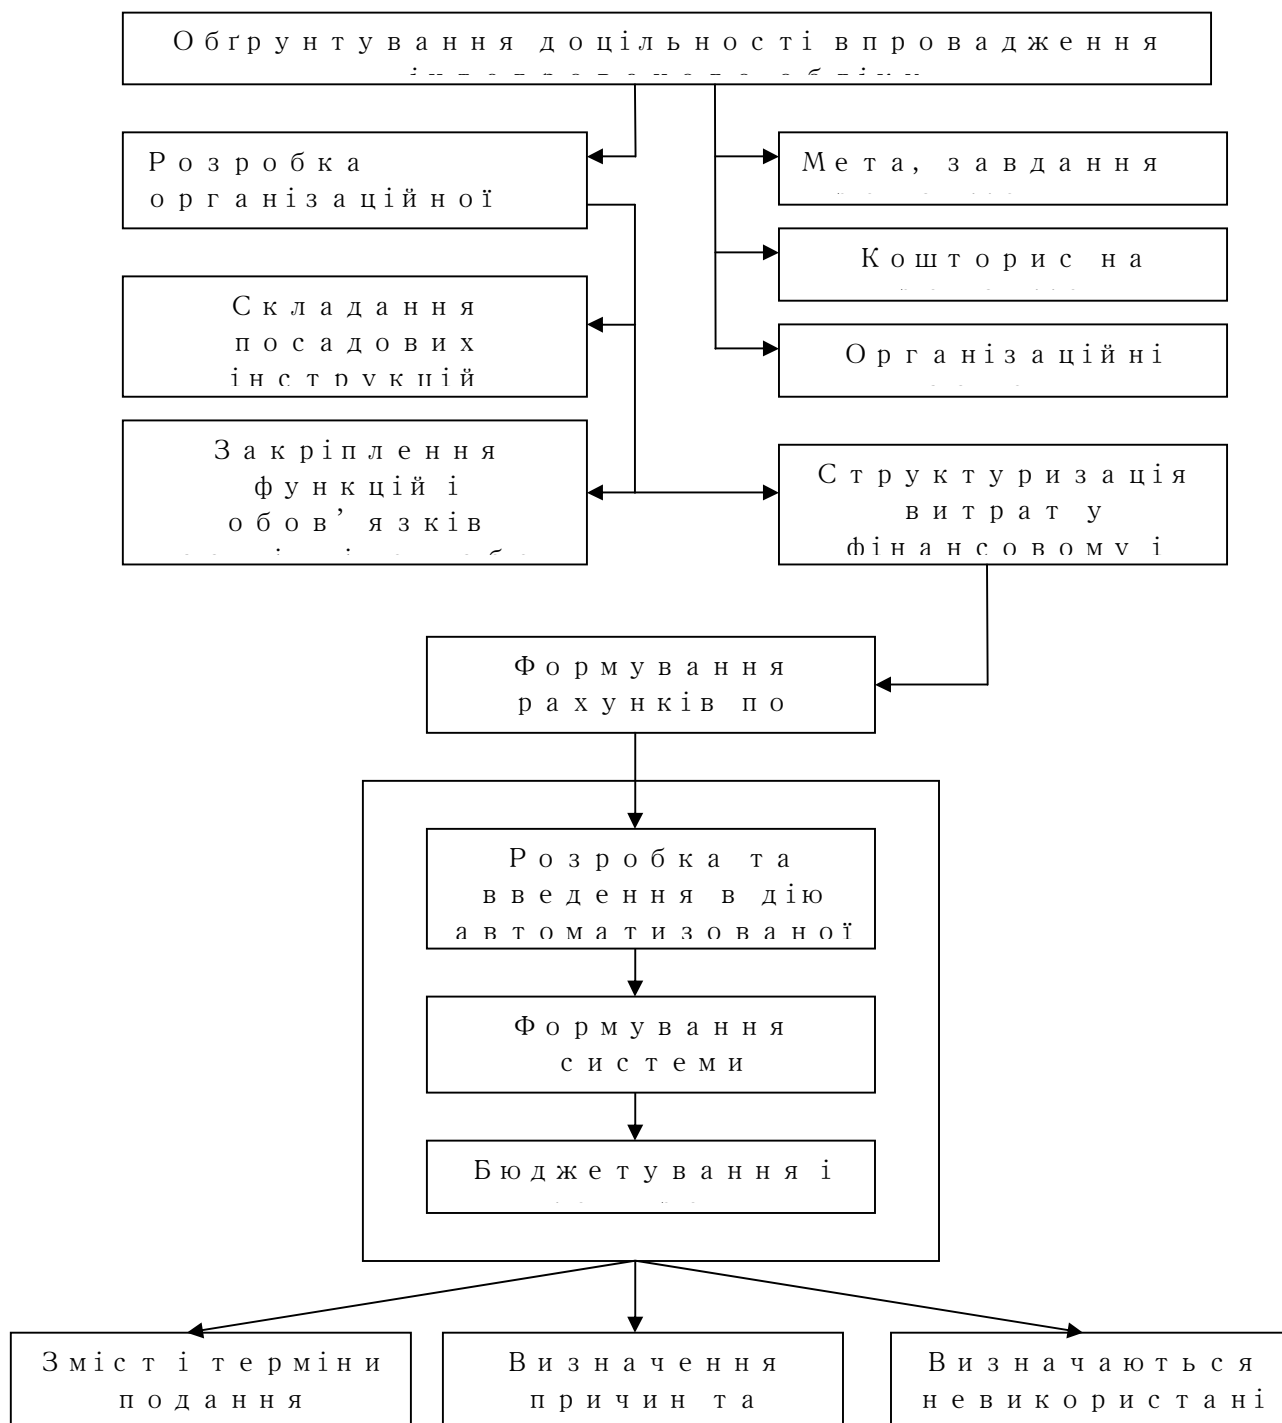 Обґрунтування доцільності впровадження
Розробка
організаційної
Мета, завдання
Кошторис на
Складання
посадових
інструкцій
Організаційні
Закріплення
функцій і
обов’язків
Структуризація
витрат у
фінансовому і
Формування
рахунків по
Розробка та
введення в дію
автоматизованої
Формування
системи
Бюджетування і
Зміст і терміни
подання
Визначення
причин та
Визначаються
невикористані